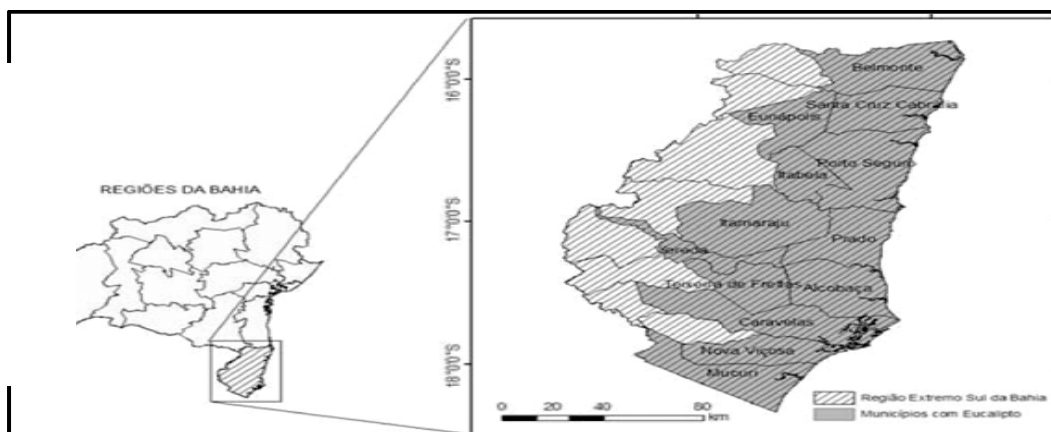 REGIÕES DA BAHIA
16°00'S
17°00'S
18°00'S
Belmonte
Santa Cruz Cabrália
Eunápolis
Porto Seguro
Itabela
Itamaraju
Prado
Vereda
Teixeira de Freitas
Alcobaça
Caravelas
Nova Viçosa
Mucuri
0 20 40 80
km
Região Extremo Sul da Bahia
Municípios com Eucalipto